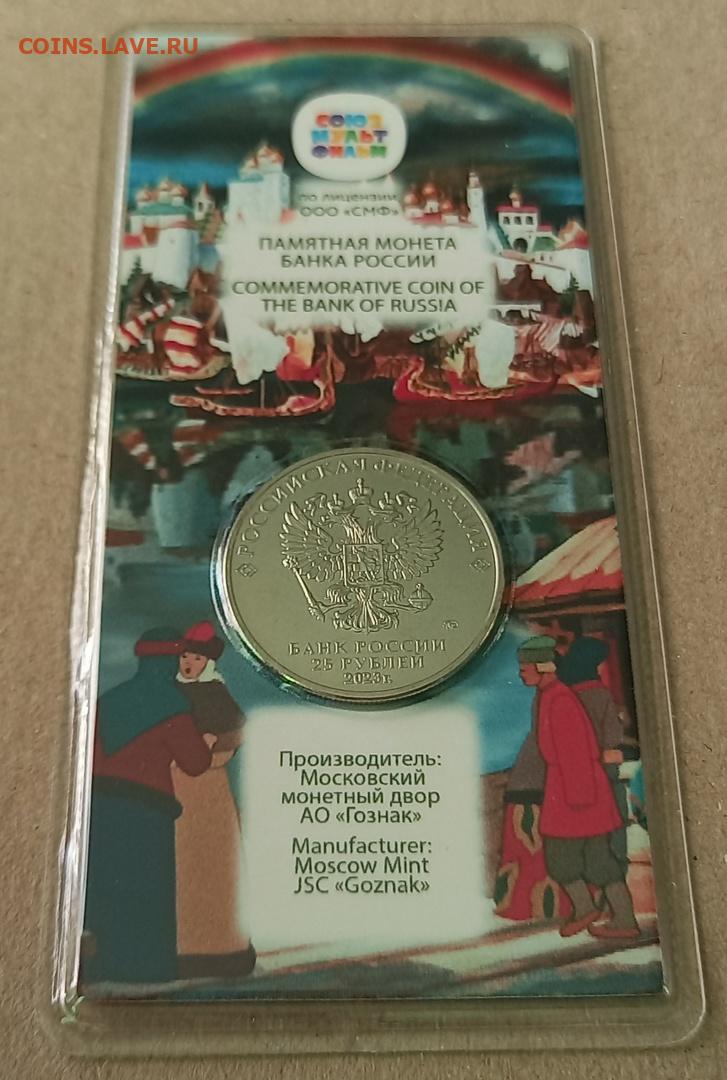 COINS.LAVE.RU
СОЮЗ
МУЛЬТ
ФИЛЬМ
по лицензии
ООО «СМФ»
ПАМЯТНАЯ МОНЕТА
БАНКА РОССИИ
COMMEMORATIVE COIN OF
THE BANK OF RUSSIA
РОССИЙСКАЯ ФЕДЕРАЦИЯ
БАНК РОССИИ
25 РУБЛЕЙ
2023г.
Производитель:
Московский
монетный двор
АО «Гознак»
Manufacturer:
Moscow Mint
JSC «Goznak»